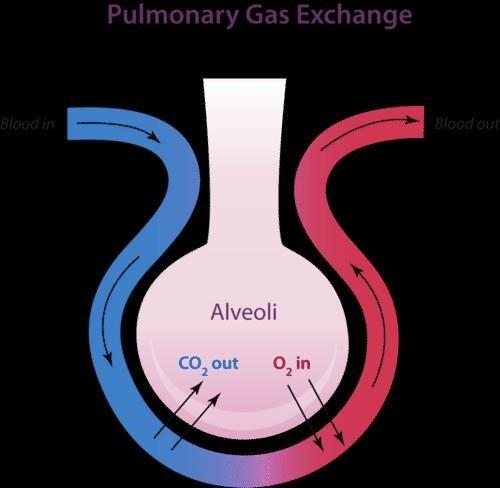 Pulmonary Gas Exchange
Blood in
Blood out
Alveoli
CO₂ out
O₂ in